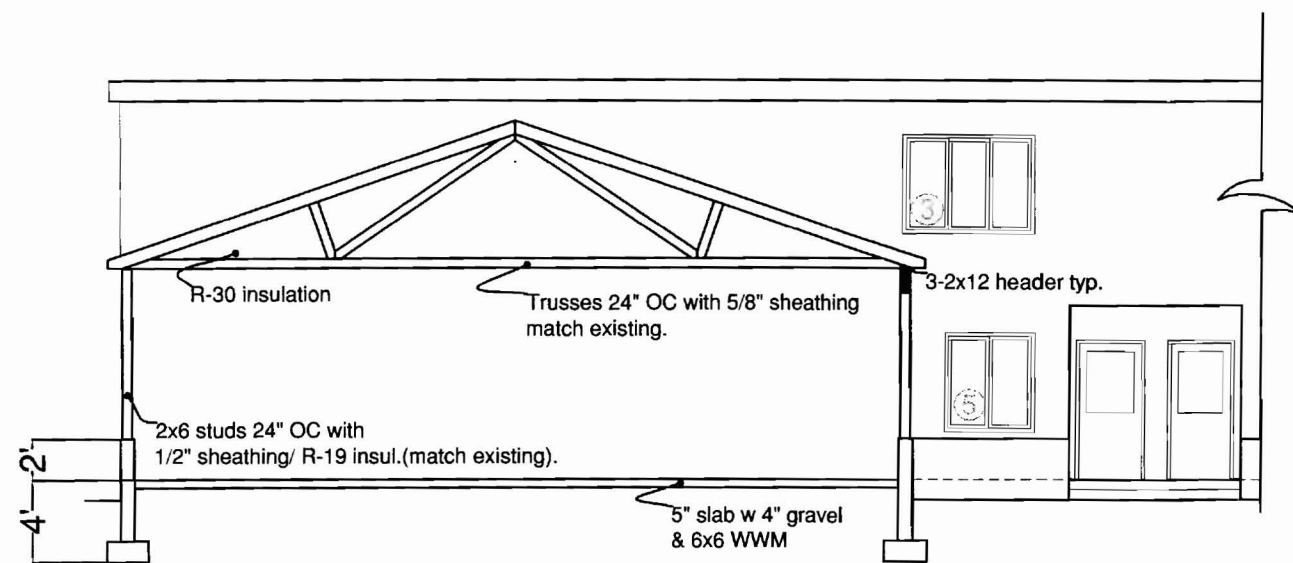 3
R-30 insulation
Trusses 24" OC with 5/8" sheathing
match existing.
3-2x12 header typ.
5
2x6 studs 24" OC with
1/2" sheathing/ R-19 insul.(match existing).
2'
4'
5" slab w 4" gravel
& 6x6 WWM